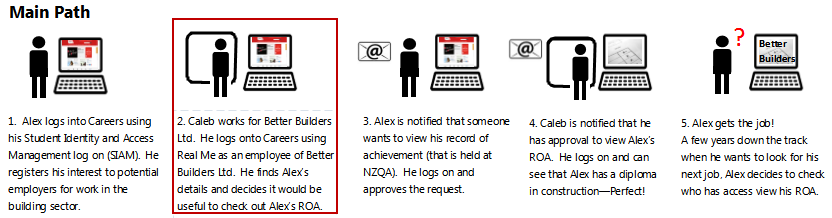 Main Path
@
@
?
Better
Builders
1. Alex logs into Careers using
his Student Identity and Access
Management log on (SIAM). He
registers his interest to potential
employers for work in the
building sector.
2. Caleb works for Better Builders
Ltd. He logs onto Careers using
Real Me as an employee of Better
Builders Ltd. He finds Alex's
details and decides it would be
useful to check out Alex's ROA.
3. Alex is notified that someone
wants to view his record of
achievement (that is held at
NZQA). He logs on and
approves the request.
4. Caleb is notified that he
has approval to view Alex's
ROA. He logs on and can
see that Alex has a diploma
in construction—Perfect!
5. Alex gets the job!
A few years down the track
when he wants to look for his
next job, Alex decides to check
who has access view his ROA.